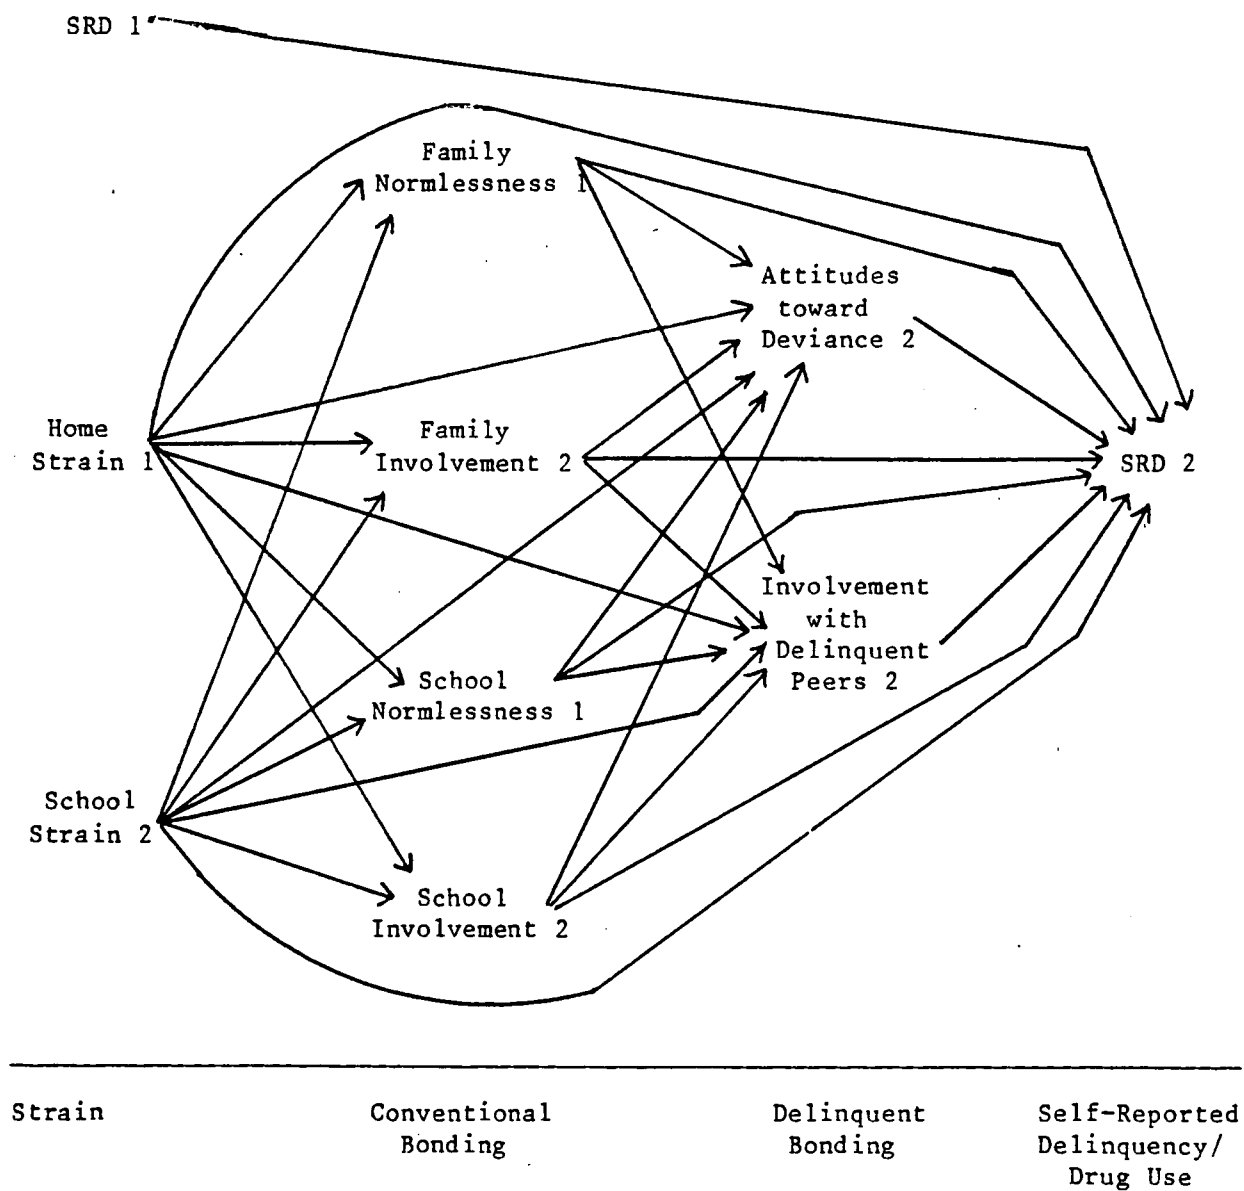 SRD 1
Family
Normlessness 1
Attitudes
toward
Deviance 2
Home
Strain 1
Family
Involvement 2
SRD 2
Involvement
with
Delinquent
Peers 2
School
Normlessness 1
School
Strain 2
School
Involvement 2
Strain
Conventional
Bonding
Delinquent
Bonding
Self-Reported
Delinquency/
Drug Use